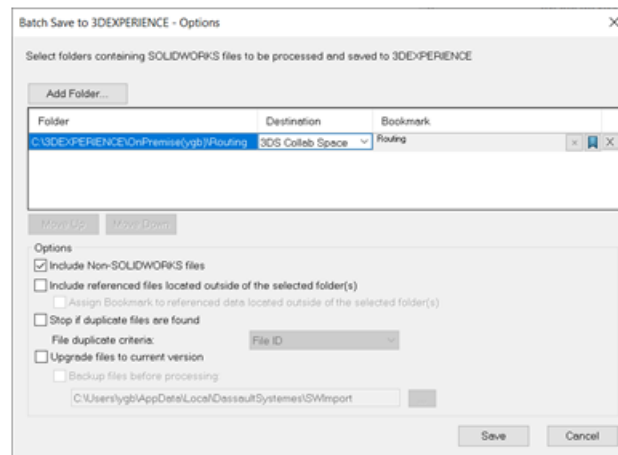 Batch Save to 3DEXPERIENCE - Options
Select folders containing SOLIDWORKS files to be processed and saved to 3DEXPERIENCE
Add Folder...
Folder Destination Bookmark
C:\3DEXPERIENCE\OnPremise(ygb)\Routing 3DS Collab Space Routing
Move Up Move Down
Options
Include Non-SOLIDWORKS files
Include referenced files located outside of the selected folder(s)
Assign Bookmark to referenced data located outside of the selected folder(s)
Stop if duplicate files are found
File duplicate criteria: File ID
Upgrade files to current version
Backup files before processing:
C:\Users\ygb\AppData\Local\DassaultSystemes\SWImport ...
Save Cancel